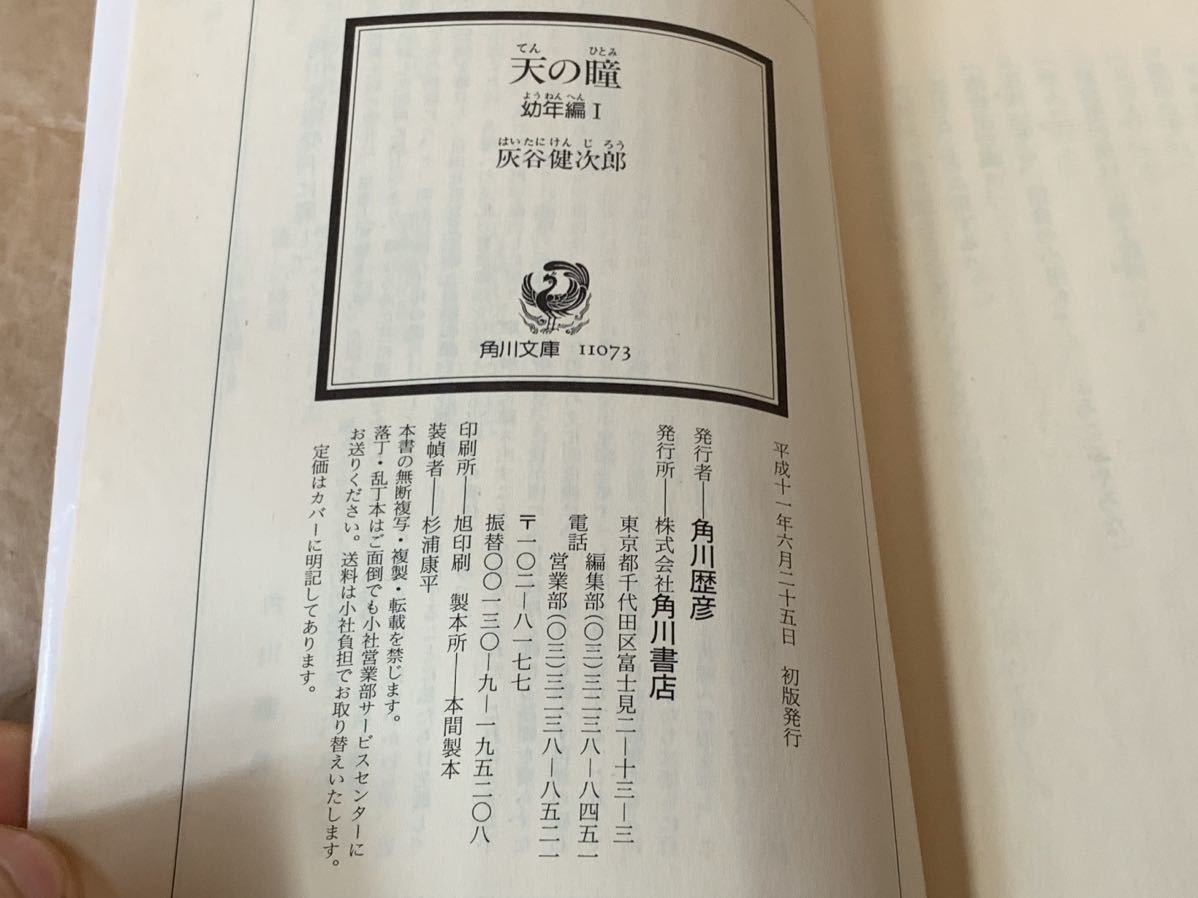 てん ひとみ
天の瞳
ようねんへん
幼年編Ⅰ
はいたにけんじろう
灰谷健次郎
角川文庫 11073
平成十一年六月二十五日 初版発行
発行者―角川歴彦
発行所―株式会社角川書店
東京都千代田区富士見二―十三―三
電話 編集部(〇三)三二三八―八四五一
営業部(〇三)三二三八―八五二一
〒一〇二―八一七七
振替〇〇一三〇―九―一九五二〇八
印刷所―旭印刷 製本所―本間製本
装幀者―杉浦康平
本書の無断複写・複製・転載を禁じます。
落丁・乱丁本はご面倒でも小社営業部サービスセンターに
お送りください。送料は小社負担でお取り替えいたします。
定価はカバーに明記してあります。